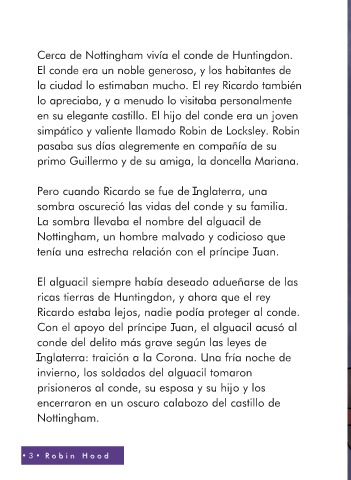 Cerca de Nottingham vivía el conde de Huntingdon.
El conde era un noble generoso, y los habitantes de
la ciudad lo estimaban mucho. El rey Ricardo también
lo apreciaba, y a menudo lo visitaba personalmente
en su elegante castillo. El hijo del conde era un joven
simpático y valiente llamado Robin de Locksley. Robin
pasaba sus días alegremente en compañía de su
primo Guillermo y de su amiga, la doncella Mariana.

Pero cuando Ricardo se fue de Inglaterra, una
sombra oscureció las vidas del conde y su familia.
La sombra llevaba el nombre del alguacil de
Nottingham, un hombre malvado y codicioso que
tenía una estrecha relación con el príncipe Juan.

El alguacil siempre había deseado adueñarse de las
ricas tierras de Huntingdon, y ahora que el rey
Ricardo estaba lejos, nadie podía proteger al conde.
Con el apoyo del príncipe Juan, el alguacil acusó al
conde del delito más grave según las leyes de
Inglaterra: traición a la Corona. Una fría noche de
invierno, los soldados del alguacil tomaron
prisioneros al conde, su esposa y su hijo y los
encerraron en un oscuro calabozo del castillo de
Nottingham.

• 3 • Robin Hood